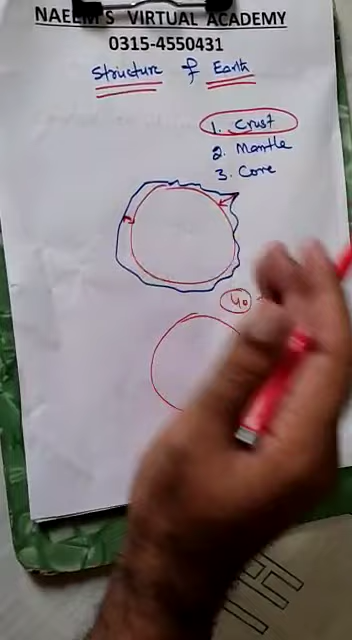 NAEEM'S VIRTUAL ACADEMY
0315-4550431
Structure of Earth
1. Crust
2. Mantle
3. Core
40